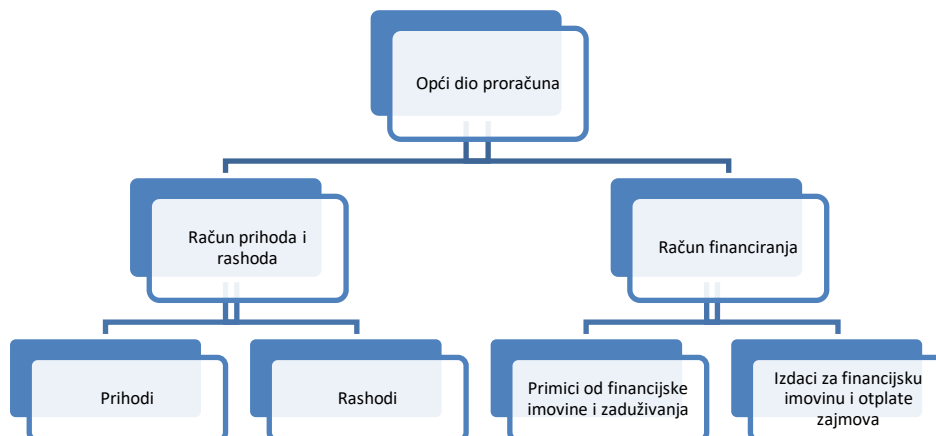 Opći dio proračuna
Račun prihoda i
rashoda
Račun financiranja
Prihodi
Rashodi
Primici od financijske
imovine i zaduživanja
Izdaci za financijsku
imovinu i otplate
zajmova